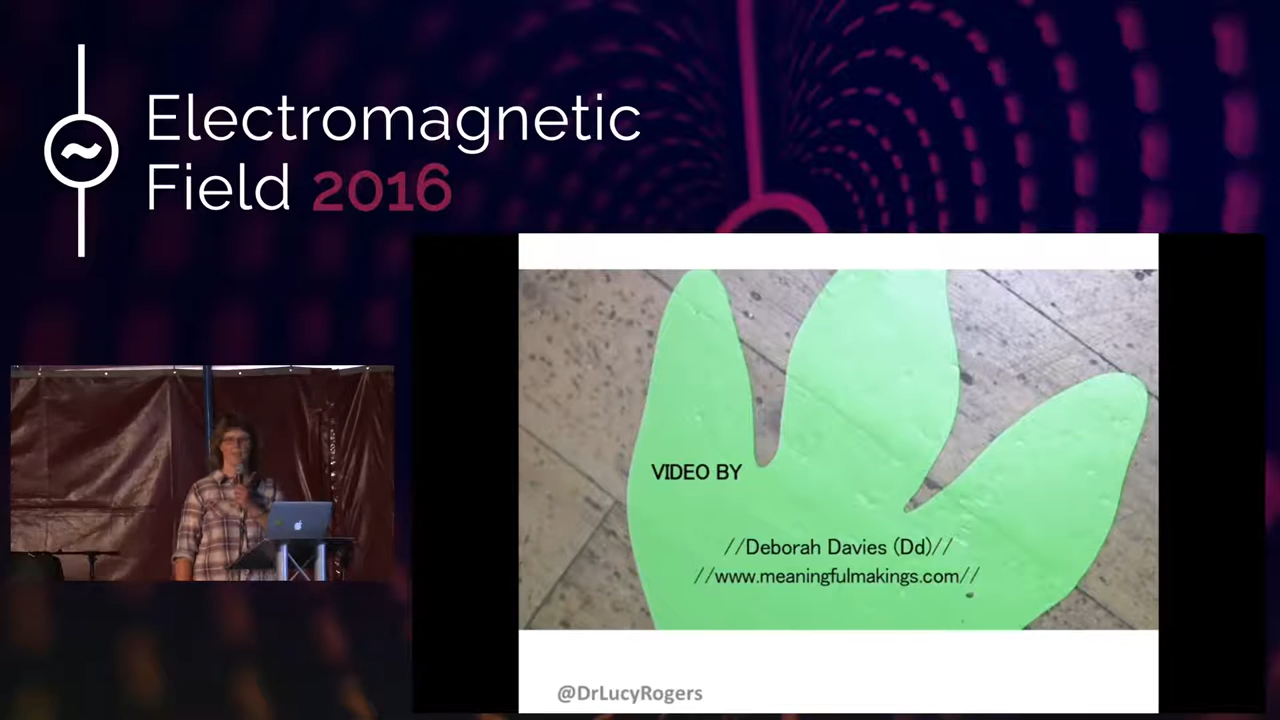 Electromagnetic
Field 2016
VIDEO BY
//Deborah Davies (Dd)//
//www.meaningfulmakings.com//
@DrLucyRogers